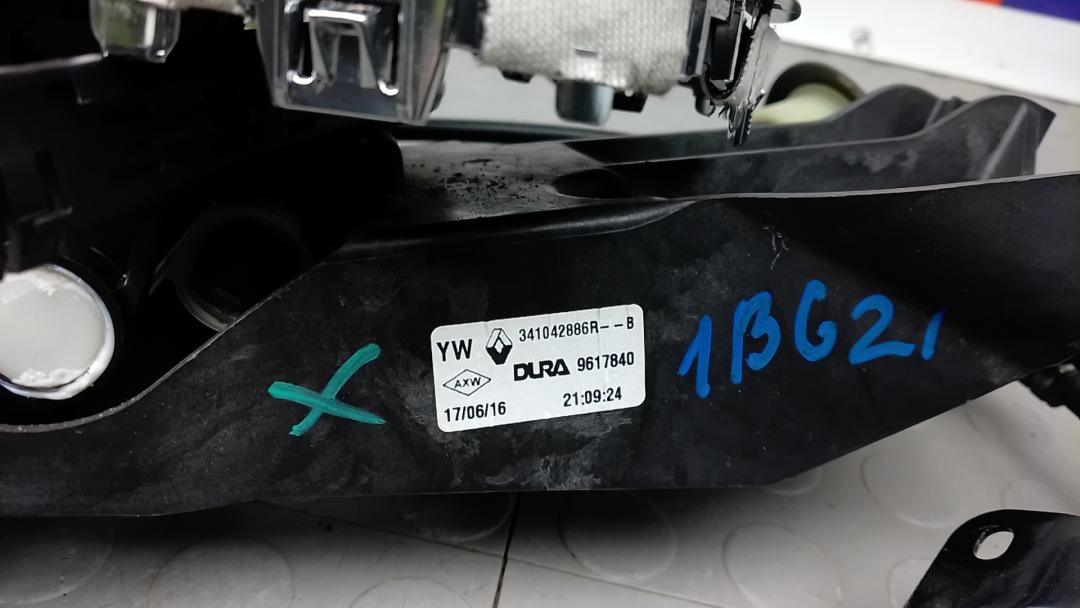 YW 341042886R--B
AXW DURA 9617840
17/06/16 21:09:24
X
1BG21